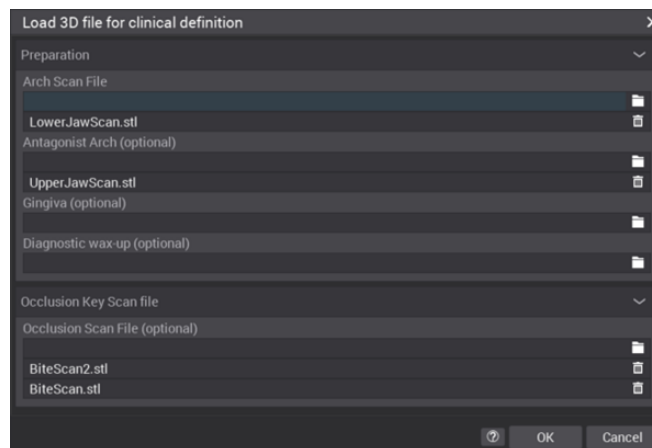 Load 3D file for clinical definition
Preparation
Arch Scan File
LowerJawScan.stl
Antagonist Arch (optional)
UpperJawScan.stl
Gingiva (optional)
Diagnostic wax-up (optional)
Occlusion Key Scan file
Occlusion Scan File (optional)
BiteScan2.stl
BiteScan.stl
? OK Cancel